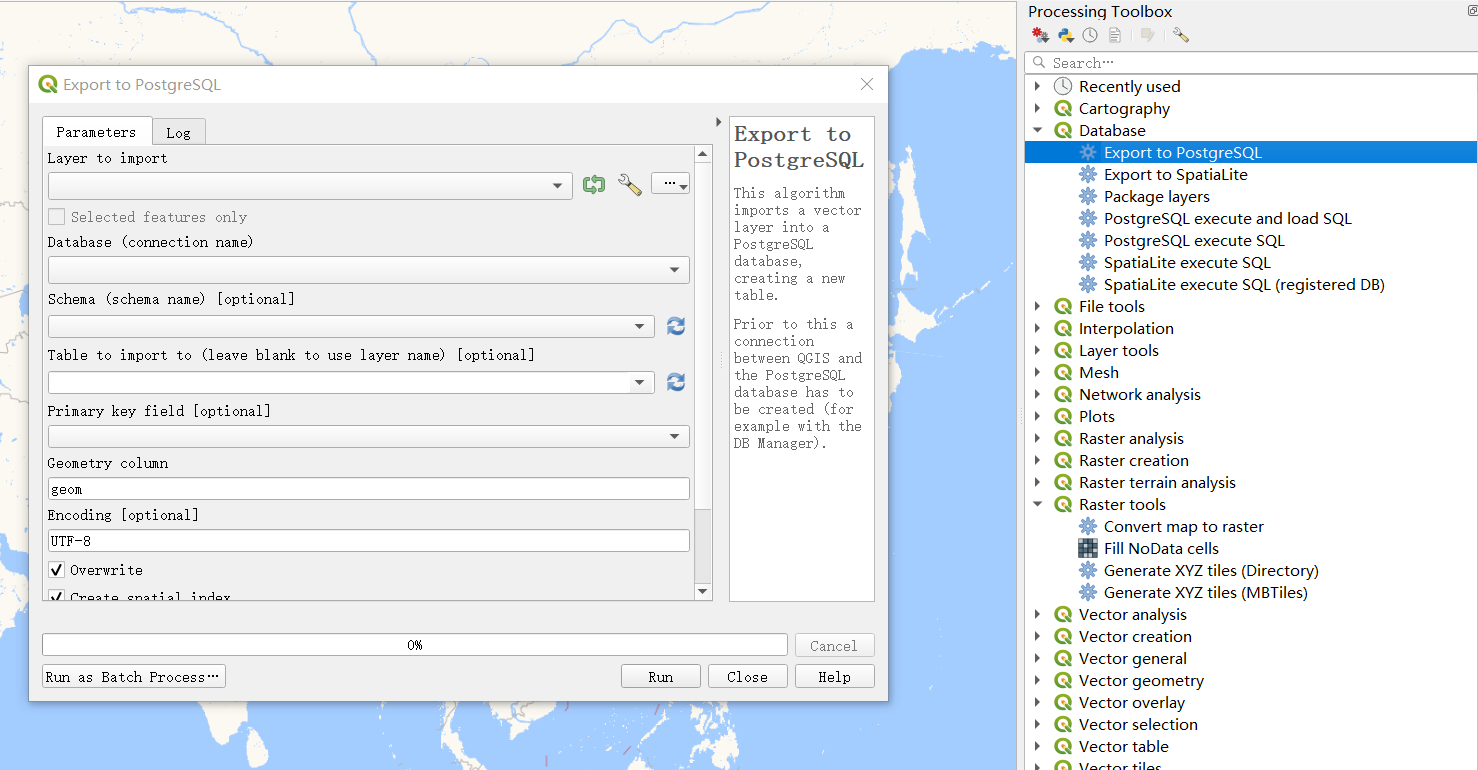 Processing Toolbox
Search…
Recently used
Cartography
Database
Export to PostgreSQL
Export to SpatiaLite
Package layers
PostgreSQL execute and load SQL
PostgreSQL execute SQL
SpatiaLite execute SQL
SpatiaLite execute SQL (registered DB)
File tools
Interpolation
Layer tools
Mesh
Network analysis
Plots
Raster analysis
Raster creation
Raster terrain analysis
Raster tools
Convert map to raster
Fill NoData cells
Generate XYZ tiles (Directory)
Generate XYZ tiles (MBTiles)
Vector analysis
Vector creation
Vector general
Vector geometry
Vector overlay
Vector selection
Vector table
Vector tiles
Export to PostgreSQL
Parameters
Log
Layer to import
…
Selected features only
Database (connection name)
Schema (schema name) [optional]
Table to import to (leave blank to use layer name) [optional]
Primary key field [optional]
Geometry column
geom
Encoding [optional]
UTF-8
Overwrite
Create spatial index
Export to
PostgreSQL
This algorithm
imports a vector
layer into a
PostgreSQL
database,
creating a new
table.
Prior to this a
connection
between QGIS and
the PostgreSQL
database has to
be created (for
example with the
DB Manager).
0%
Cancel
Run as Batch Process…
Run
Close
Help